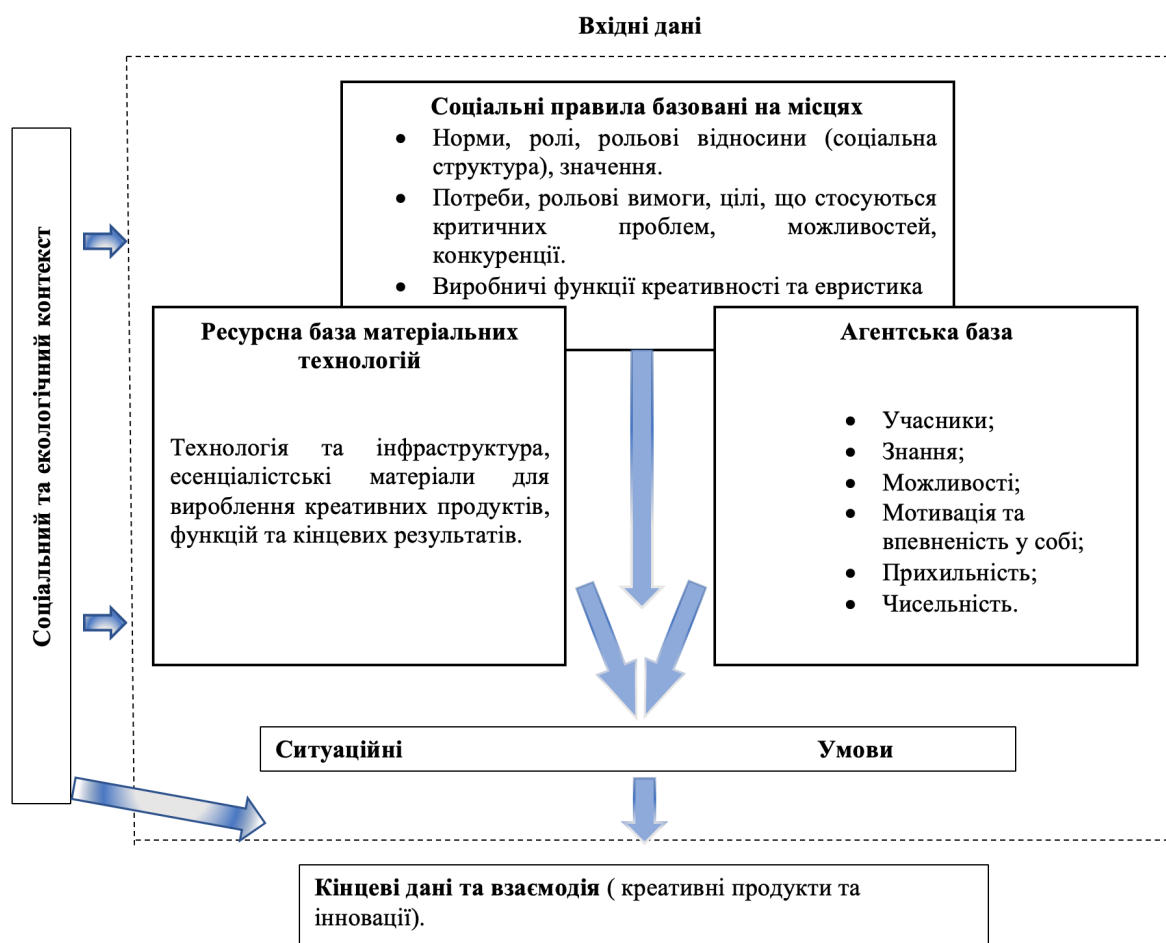 Вхідні дані
Соціальний та екологічний контекст
Соціальні правила базовані на місцях
• Норми, ролі, рольові відносини (соціальна
структура), значення.
• Потреби, рольові вимоги, цілі, що стосуються
критичних проблем, можливостей,
конкуренції.
• Виробничі функції креативності та евристика
Ресурсна база матеріальних
технологій
Технологія та інфраструктура,
есенціалістські матеріали для
вироблення креативних продуктів,
функцій та кінцевих результатів.
Агентська база
• Учасники;
• Знання;
• Можливості;
• Мотивація та
впевненість у собі;
• Прихильність;
• Чисельність.
Ситуаційні Умови
Кінцеві дані та взаємодія ( креативні продукти та
інновації).